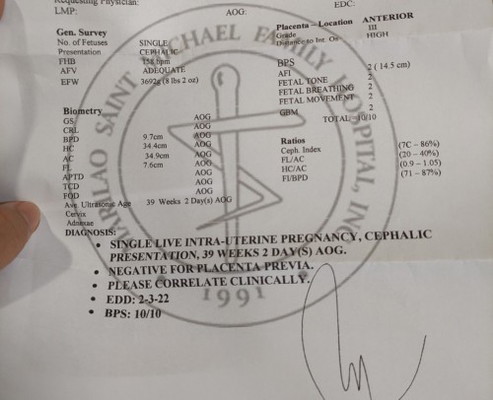 Requesting Physician:
LMP: AOG: EDC:
Gen. Survey
No. of Fetuses SINGLE
Presentation CEPHALIC
FHB 158 bpm
AFV ADEQUATE
EFW 3692g (8 lbs 2 oz)
Placenta – Location ANTERIOR
Grade III
Distance to Int. Os- HIGH
BPS
AFI 2 ( 14.5 cm)
FETAL TONE 2
FETAL BREATHING 2
FETAL MOVEMENT 2
GBM 2
TOTAL 10/10
Biometry
GS AOG
CRL AOG
BPD 9.7cm AOG
HC 34.4cm AOG
AC 34.9cm AOG
FL 7.6cm AOG
APTD AOG
TCD AOG
FOD AOG
Ave. Ultrasonic Age 39 Weeks 2 Day(s) AOG
Cervix
Adnexae
Ratios
Ceph. Index (7C – 86%)
FL/AC (20 – 40%)
HC/AC (0.9 – 1.05)
Fl/BPD (71 – 87%)
DIAGNOSIS:
• SINGLE LIVE INTRA-UTERINE PREGNANCY, CEPHALIC
PRESENTATION, 39 WEEKS 2 DAY(S) AOG.
• NEGATIVE FOR PLACENTA PREVIA.
• PLEASE CORRELATE CLINICALLY.
• EDD: 2-3-22
• BPS: 10/10
MARILAO SAINT MICHAEL FAMILY HOSPITAL, INC.
1991